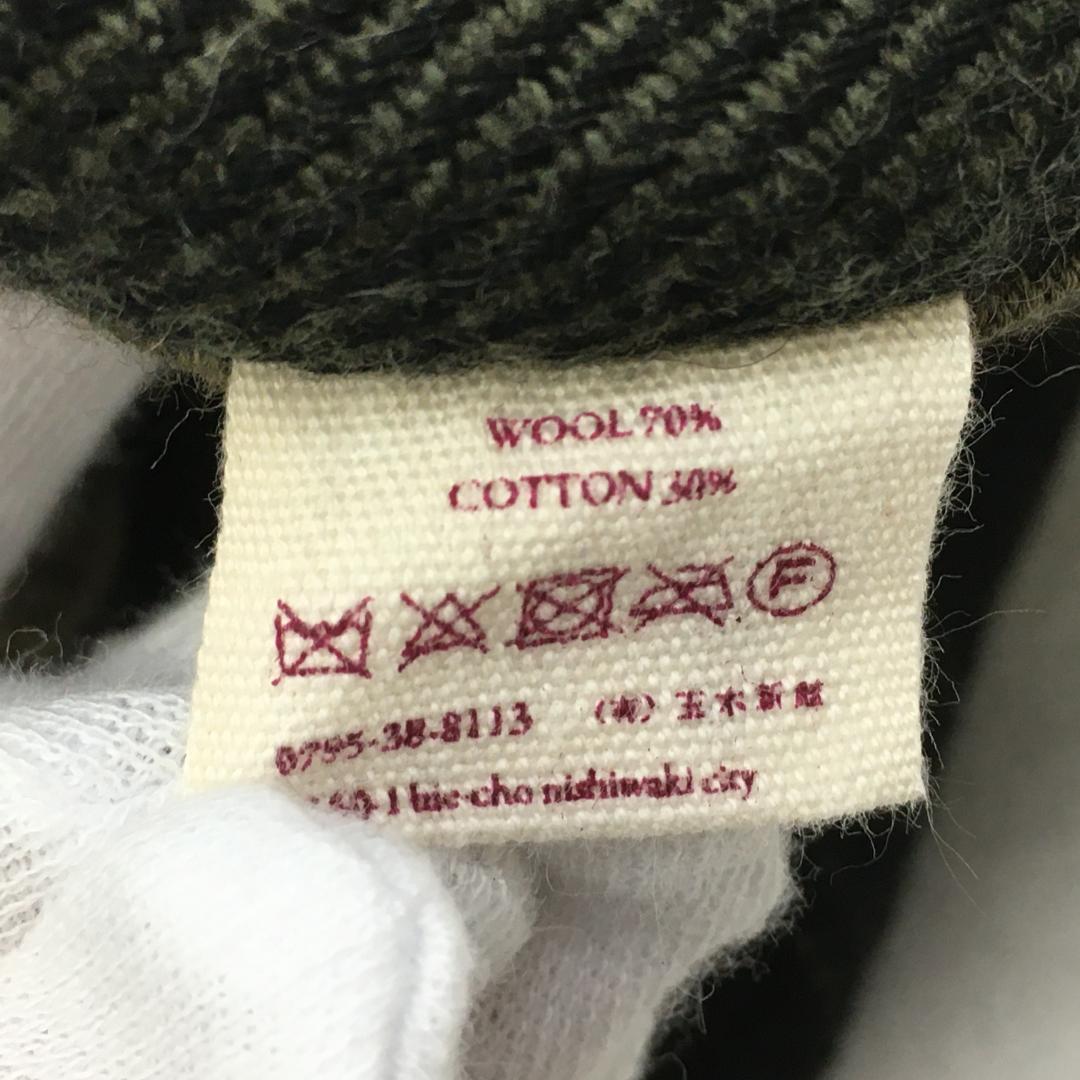 WOOL 70%
COTTON 30%
F
0795-38-8113 (有) 玉木新雌
1 hie-cho nishiwaki city